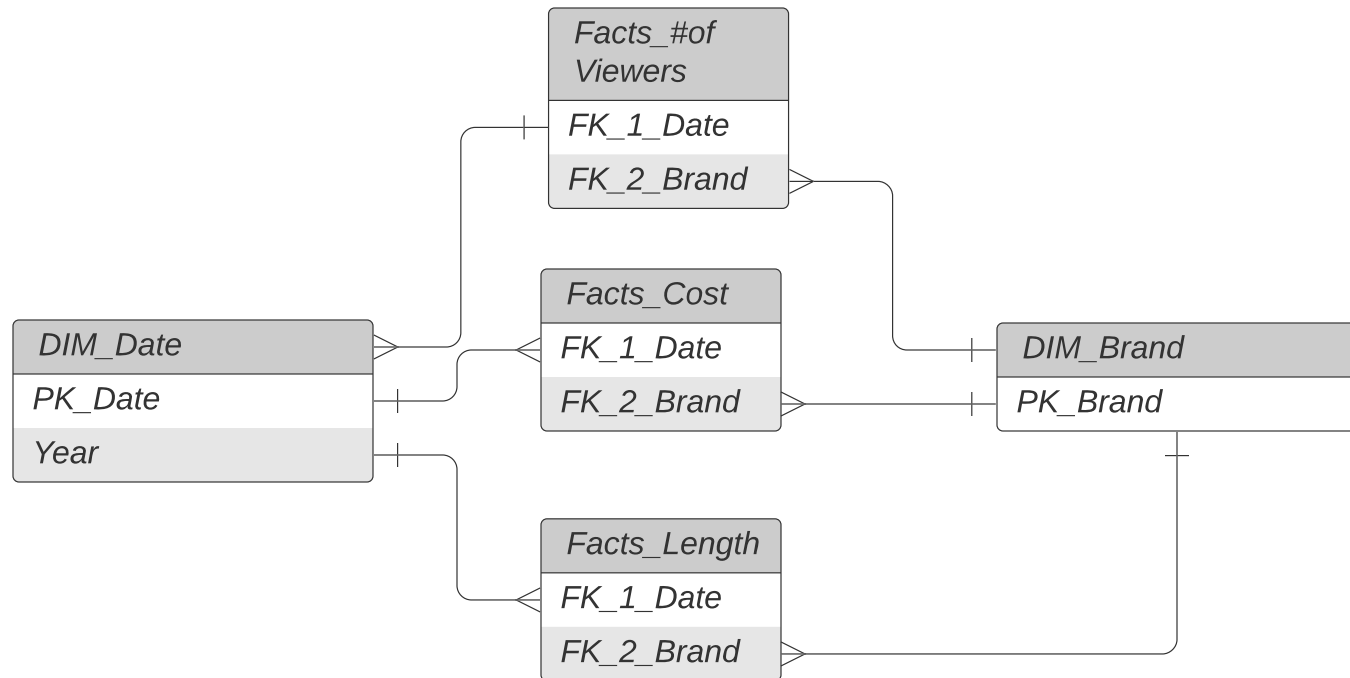 Facts_#of
Viewers
FK_1_Date
FK_2_Brand
Facts_Cost
FK_1_Date
FK_2_Brand
DIM_Date
PK_Date
Year
DIM_Brand
PK_Brand
Facts_Length
FK_1_Date
FK_2_Brand